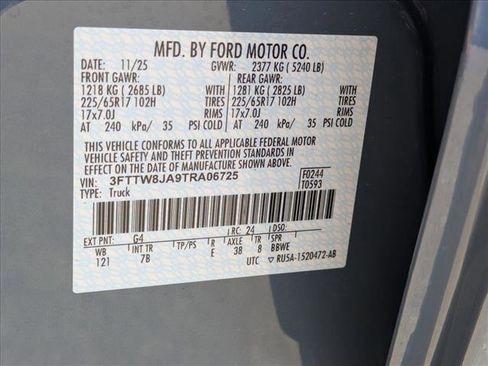 MFD. BY FORD MOTOR CO.
DATE: 11/25 GVWR: 2377 KG ( 5240 LB)
FRONT GAWR: REAR GAWR:
1218 KG ( 2685 LB) WITH 1281 KG ( 2825 LB) WITH
225/65R17 102H TIRES 225/65R17 102H TIRES
17x7.0J RIMS 17x7.0J RIMS
AT 240 kPa/ 35 PSI COLD AT 240 kPa/ 35 PSI COLD
THIS VEHICLE CONFORMS TO ALL APPLICABLE FEDERAL MOTOR
VEHICLE SAFETY AND THEFT PREVENTION STANDARDS IN
EFFECT ON THE DATE OF MANUFACTURE SHOWN ABOVE.
VIN: 3FTTW8JA9TRA06725 F0244
TYPE: Truck T0593
EXT PNT: G4 RC: 24 DSO:
WB INT TR TP/PS R AXLE TR SPR
121 7B E 38 8 BBWE
UTC ▽ RU5A-1520472-AB